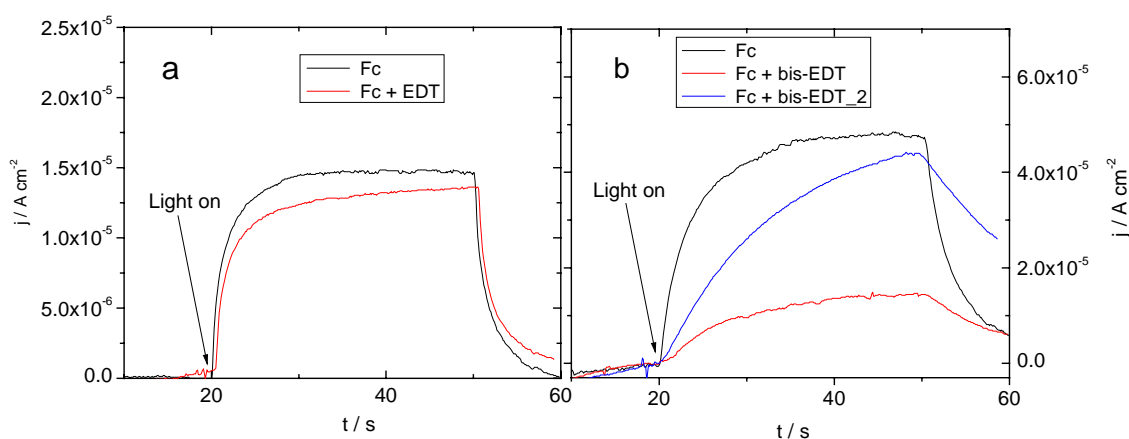 a
Fc
Fc + EDT
Light on
j / A cm-2
2.5x10-5
2.0x10-5
1.5x10-5
1.0x10-5
5.0x10-6
0.0
20 40 60
t / s
b
Fc
Fc + bis-EDT
Fc + bis-EDT_2
Light on
6.0x10-5
4.0x10-5
2.0x10-5
0.0
j / A cm-2
20 30 40 50 60
t / s